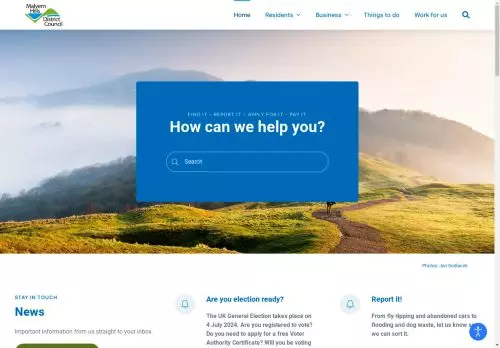 Malvern
Hills
District
Council
Home
Residents
Business
Things to do
Work for us
FIND IT - REPORT IT - APPLY FOR IT - PAY IT
How can we help you?
Search
Photos: Jan Sedlacek
STAY IN TOUCH
News
Important information from us straight to your inbox
Are you election ready?
The UK General Election takes place on
4 July 2024. Are you registered to vote?
Do you need to apply for a free Voter
Authority Certificate? Will you be voting
Report it!
From fly-tipping and abandoned cars to
flooding and dog waste, let us know so
we can sort it.